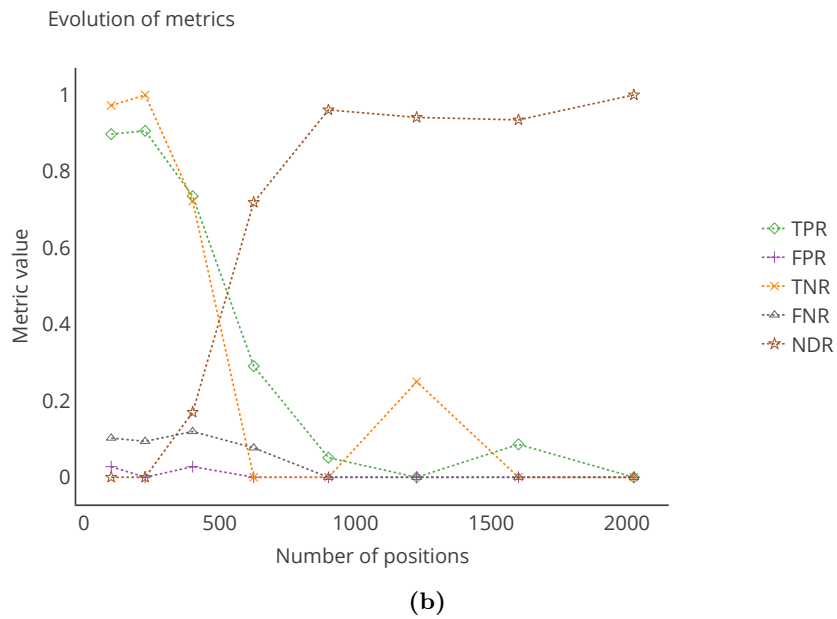 Evolution of metrics
1
0.8
0.6
0.4
0.2
0
Metric value
0 500 1000 1500 2000
Number of positions
TPR
FPR
TNR
FNR
NDR
(b)